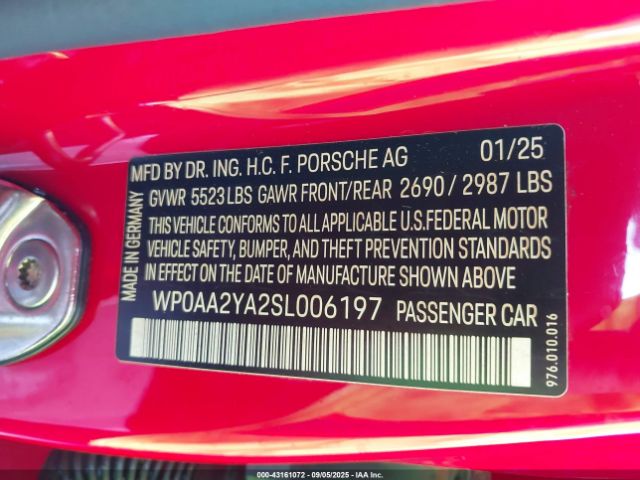 MFD BY DR. ING. H.C. F. PORSCHE AG 01/25
GVWR 5523 LBS GAWR FRONT/REAR 2690 / 2987 LBS
THIS VEHICLE CONFORMS TO ALL APPLICABLE U.S.FEDERAL MOTOR
VEHICLE SAFETY, BUMPER, AND THEFT PREVENTION STANDARDS
IN EFFECT ON THE DATE OF MANUFACTURE SHOWN ABOVE
WP0AA2YA2SL006197 PASSENGER CAR
MADE IN GERMANY
976.010.016
000-43161072 - 09/05/2025 - IAA Inc.